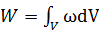 W = ∫_V ωdV